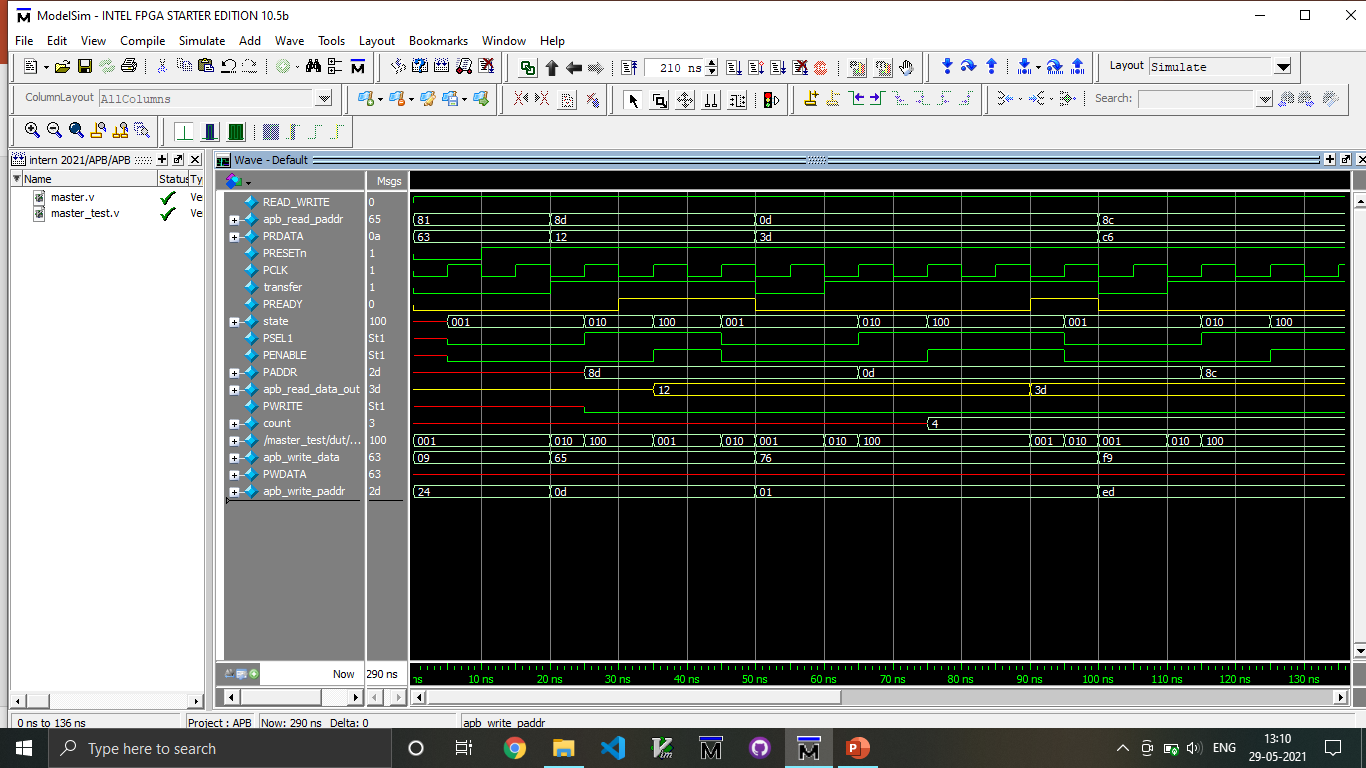 ModelSim - INTEL FPGA STARTER EDITION 10.5b
File Edit View Compile Simulate Add Wave Tools Layout Bookmarks Window Help
210 ns Layout Simulate
ColumnLayout AllColumns Search:
intern 2021/APB/APB Wave - Default
Name Status Ty Msgs
master.v Ve
master_test.v Ve
READ_WRITE 0
apb_read_paddr 65 81 8d 0d 8c
PRDATA 0a 63 12 3d c6
PRESETn 1
PCLK 1
transfer 1
PREADY 0
state 100 001 010 100 001 010 100 001 010 100
PSEL1 St1
PENABLE St1
PADDR 2d 8d 0d 8c
apb_read_data_out 3d 12 3d
PWRITE St1
count 3 4
/master_test/dut/... 100 001 010 100 001 010 001 010 100 001 010 001 010 100
apb_write_data 63 09 65 76 f9
PWDATA 63
apb_write_paddr 2d 24 0d 01 ed
Now 290 ns ns 10 ns 20 ns 30 ns 40 ns 50 ns 60 ns 70 ns 80 ns 90 ns 100 ns 110 ns 120 ns 130 ns
0 ns to 136 ns Project : APB Now: 290 ns Delta: 0 apb_write_paddr
Type here to search ENG 13:10
29-05-2021